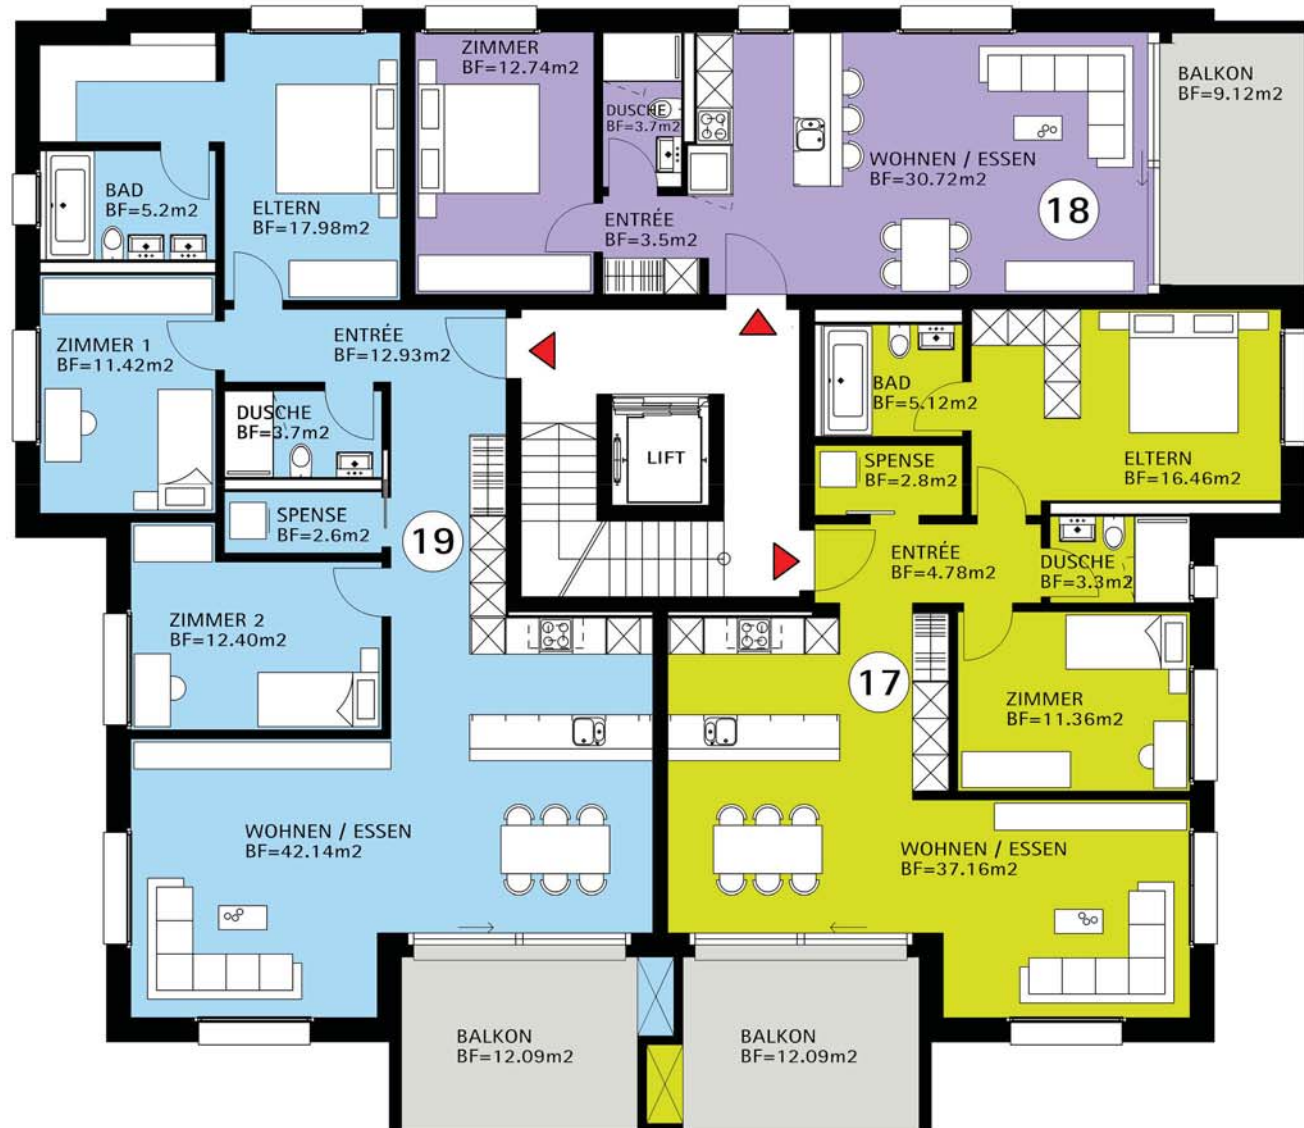 ZIMMER
BF=12.74m2
DUSCHE
BF=3.7m2
WOHNEN / ESSEN
BF=30.72m2
18
BALKON
BF=9.12m2
ENTRÉE
BF=3.5m2
BAD
BF=5.2m2
ELTERN
BF=17.98m2
ZIMMER 1
BF=11.42m2
ENTRÉE
BF=12.93m2
DUSCHE
BF=3.7m2
SPENSE
BF=2.6m2
19
ZIMMER 2
BF=12.40m2
WOHNEN / ESSEN
BF=42.14m2
BALKON
BF=12.09m2
LIFT
BAD
BF=5.12m2
SPENSE
BF=2.8m2
ELTERN
BF=16.46m2
ENTRÉE
BF=4.78m2
DUSCHE
BF=3.3m2
17
ZIMMER
BF=11.36m2
WOHNEN / ESSEN
BF=37.16m2
BALKON
BF=12.09m2